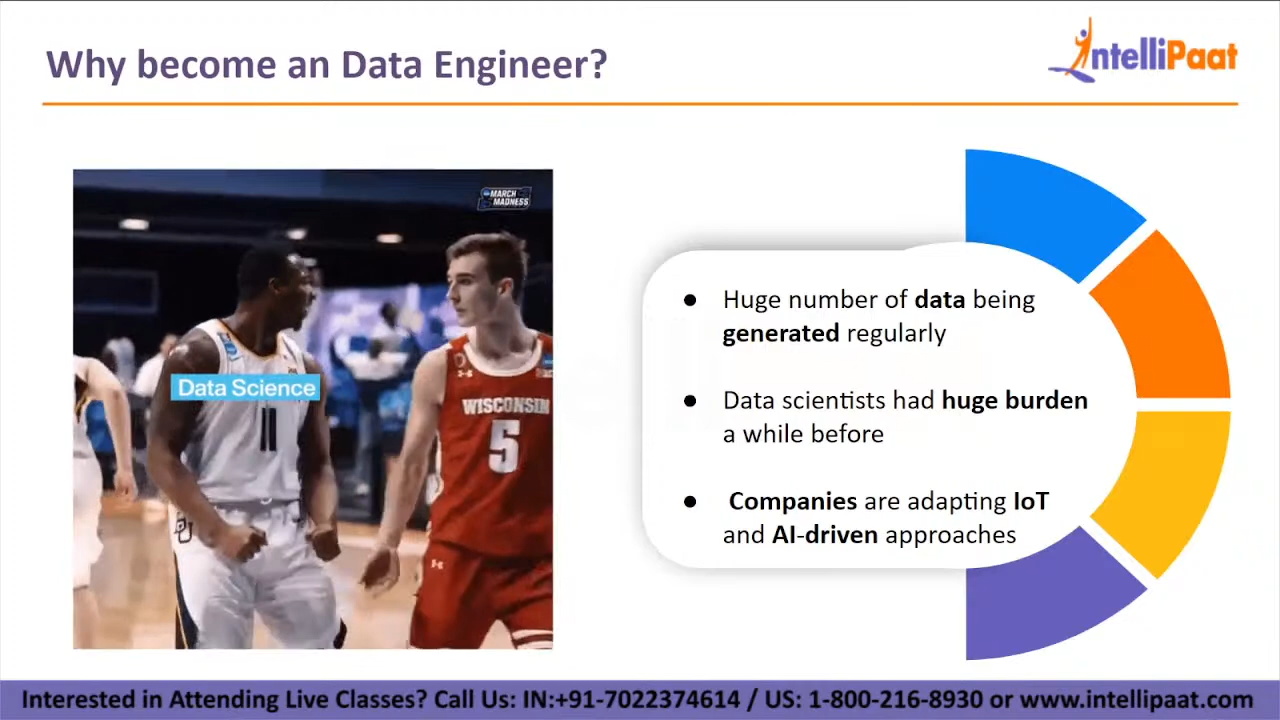 Why become an Data Engineer?
IntelliPaat
MARCH
MADNESS
Data Science
11
WISCONSIN
5
● Huge number of data being
generated regularly
● Data scientists had huge burden
a while before
● Companies are adapting IoT
and AI-driven approaches
Interested in Attending Live Classes? Call Us: IN:+91-7022374614 / US: 1-800-216-8930 or www.intellipaat.com